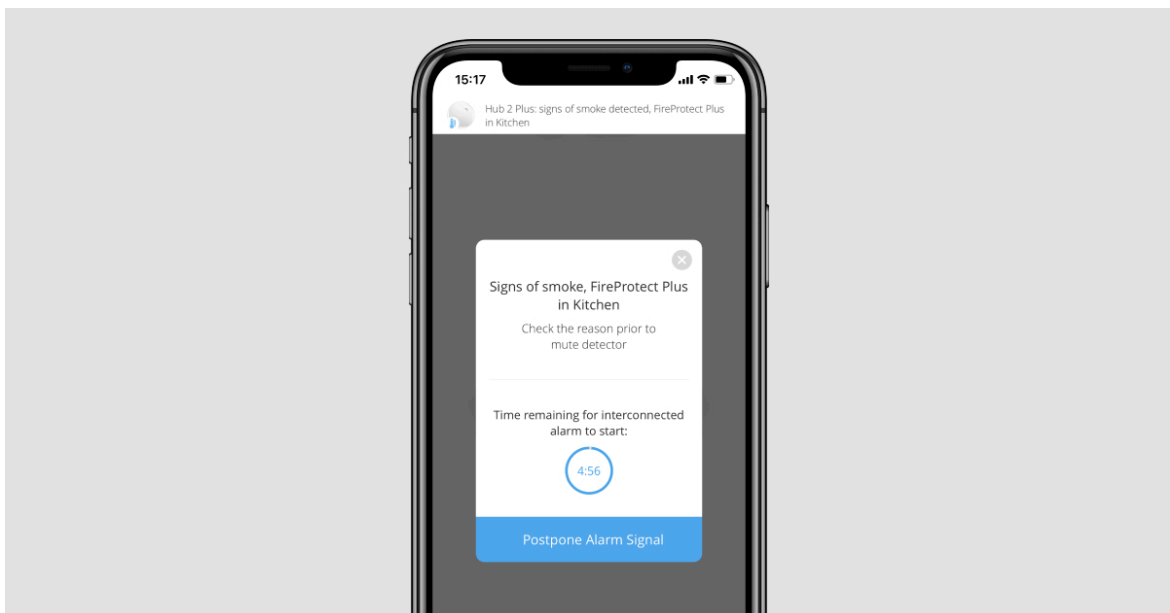 15:17
Hub 2 Plus: signs of smoke detected, FireProtect Plus
in Kitchen
Signs of smoke, FireProtect Plus
in Kitchen
Check the reason prior to
mute detector
Time remaining for interconnected
alarm to start:
4:56
Postpone Alarm Signal